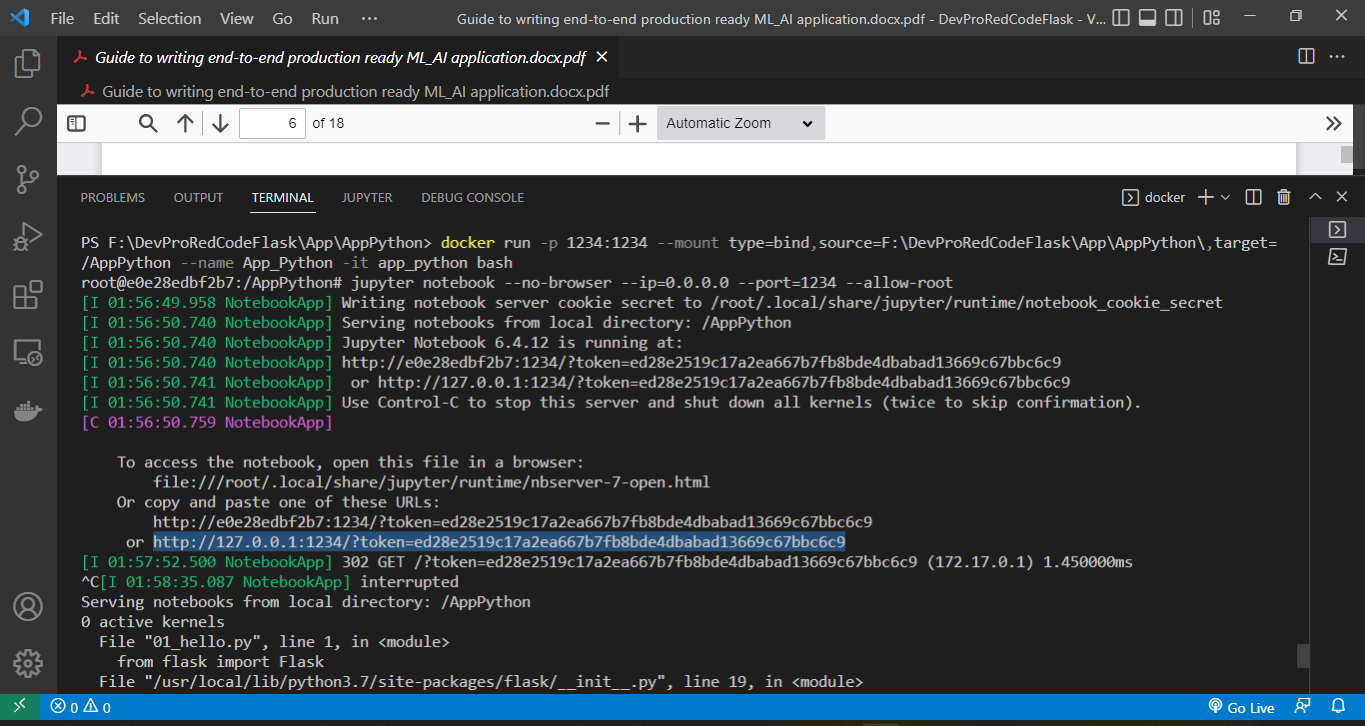 File Edit Selection View Go Run ··· Guide to writing end-to-end production ready ML_AI application.docx.pdf - DevProRedCodeFlask - V...
Guide to writing end-to-end production ready ML_AI application.docx.pdf
Guide to writing end-to-end production ready ML_AI application.docx.pdf
6 of 18 Automatic Zoom
PROBLEMS OUTPUT TERMINAL JUPYTER DEBUG CONSOLE docker
PS F:\DevProRedCodeFlask\App\AppPython> docker run -p 1234:1234 --mount type=bind,source=F:\DevProRedCodeFlask\App\AppPython\,target=
/AppPython --name App_Python -it app_python bash
root@e0e28edbf2b7:/AppPython# jupyter notebook --no-browser --ip=0.0.0.0 --port=1234 --allow-root
[I 01:56:49.958 NotebookApp] Writing notebook server cookie secret to /root/.local/share/jupyter/runtime/notebook_cookie_secret
[I 01:56:50.740 NotebookApp] Serving notebooks from local directory: /AppPython
[I 01:56:50.740 NotebookApp] Jupyter Notebook 6.4.12 is running at:
[I 01:56:50.740 NotebookApp] http://e0e28edbf2b7:1234/?token=ed28e2519c17a2ea667b7fb8bde4dbabad13669c67bbc6c9
[I 01:56:50.741 NotebookApp]  or http://127.0.0.1:1234/?token=ed28e2519c17a2ea667b7fb8bde4dbabad13669c67bbc6c9
[I 01:56:50.741 NotebookApp] Use Control-C to stop this server and shut down all kernels (twice to skip confirmation).
[C 01:56:50.759 NotebookApp]
To access the notebook, open this file in a browser:
file:///root/.local/share/jupyter/runtime/nbserver-7-open.html
Or copy and paste one of these URLs:
http://e0e28edbf2b7:1234/?token=ed28e2519c17a2ea667b7fb8bde4dbabad13669c67bbc6c9
or http://127.0.0.1:1234/?token=ed28e2519c17a2ea667b7fb8bde4dbabad13669c67bbc6c9
[I 01:57:52.500 NotebookApp] 302 GET /?token=ed28e2519c17a2ea667b7fb8bde4dbabad13669c67bbc6c9 (172.17.0.1) 1.450000ms
^C[I 01:58:35.087 NotebookApp] interrupted
Serving notebooks from local directory: /AppPython
0 active kernels
File "01_hello.py", line 1, in <module>
from flask import Flask
File "/usr/local/lib/python3.7/site-packages/flask/__init__.py", line 19, in <module>
0 0 Go Live